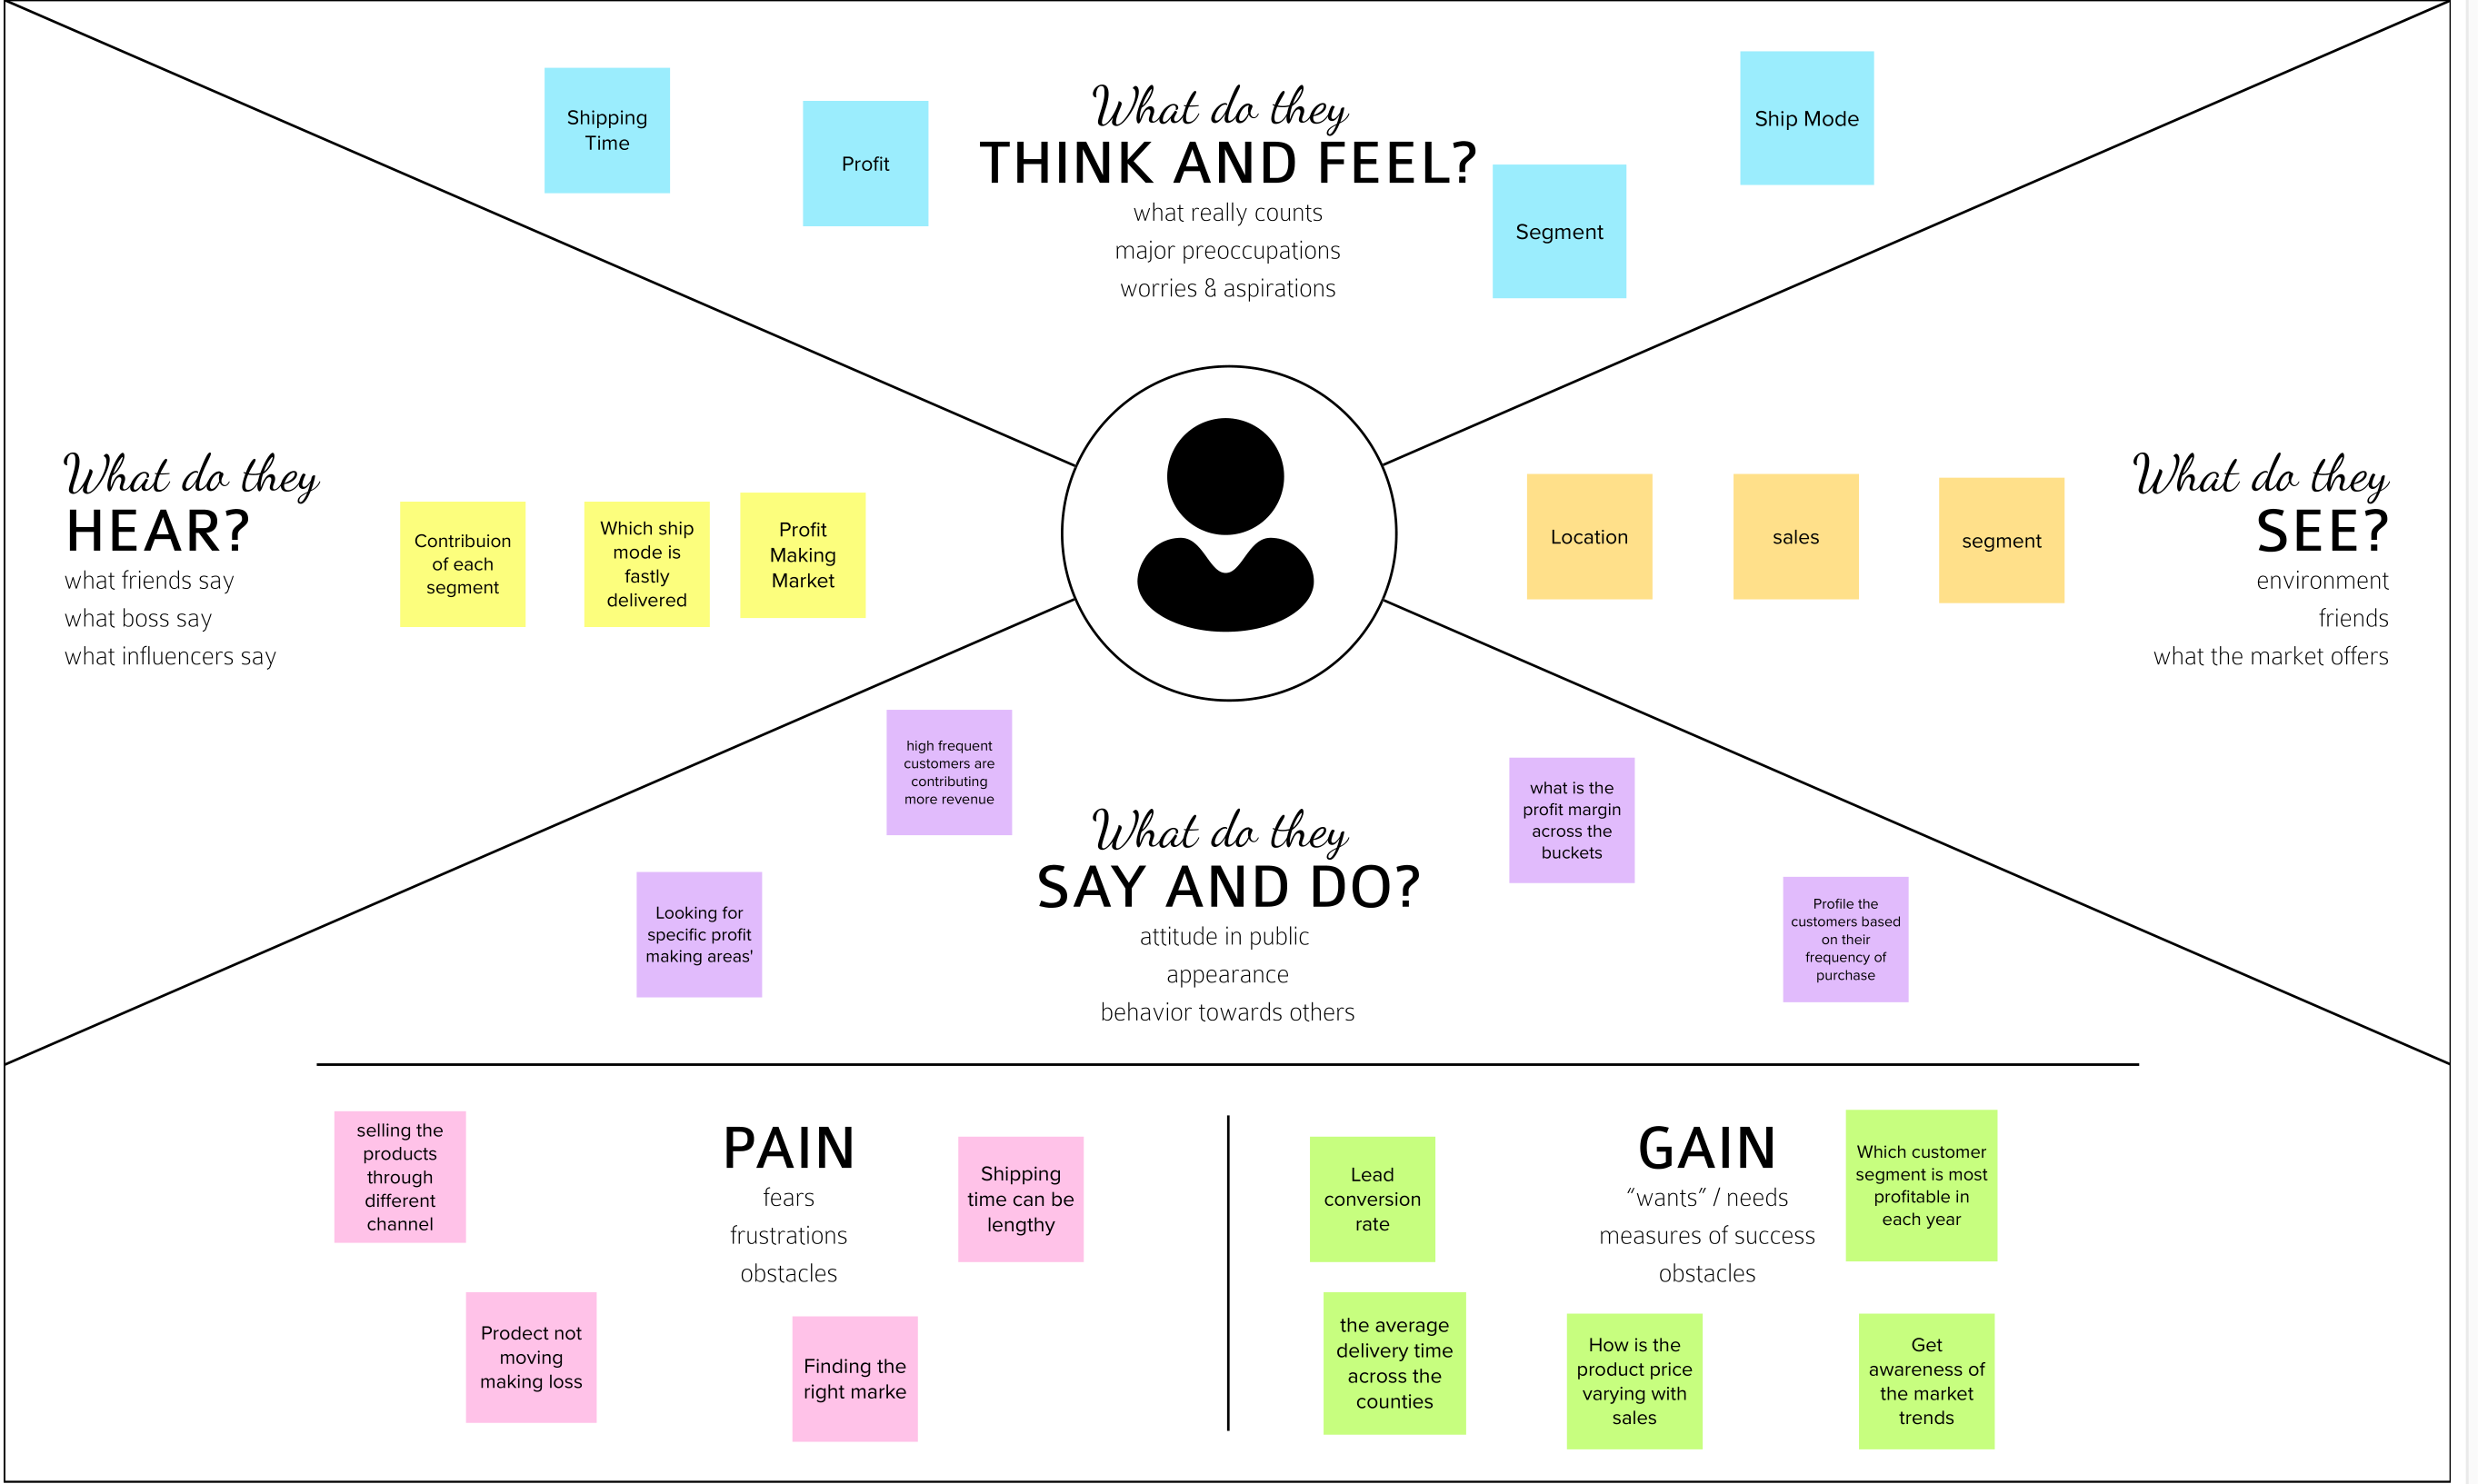 Shipping
Time
Profit
What do they
THINK AND FEEL?
what really counts
major preoccupations
worries & aspirations
Segment
Ship Mode
What do they
HEAR?
what friends say
what boss say
what influencers say
Contribuion
of each
segment
Which ship
mode is
fastly
delivered
Profit
Making
Market
Location
sales
segment
What do they
SEE?
environment
friends
what the market offers
high frequent
customers are
contributing
more revenue
Looking for
specific profit
making areas'
What do they
SAY AND DO?
attitude in public
appearance
behavior towards others
what is the
profit margin
across the
buckets
Profile the
customers based
on their
frequency of
purchase
selling the
products
through
different
channel
PAIN
fears
frustrations
obstacles
Shipping
time can be
lengthy
Prodect not
moving
making loss
Finding the
right marke
Lead
conversion
rate
GAIN
“wants” / needs
measures of success
obstacles
Which customer
segment is most
profitable in
each year
the average
delivery time
across the
counties
How is the
product price
varying with
sales
Get
awareness of
the market
trends